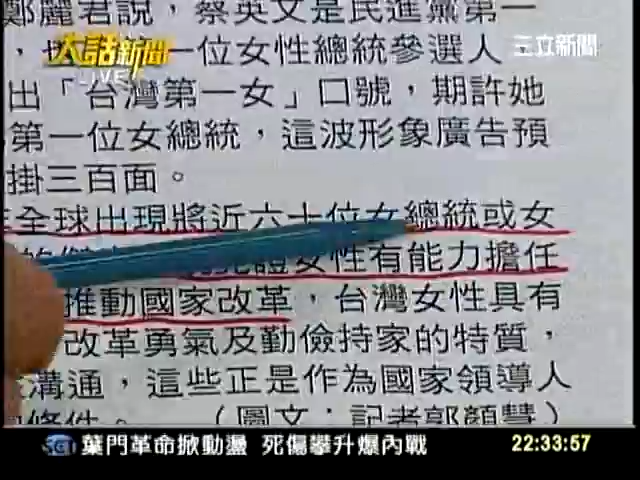 鄭麗君說，蔡英文是民進黨第一
大話新聞
LIVE
一位女性總統參選人
三立新聞
出「台灣第一女」口號，期許她
第一位女總統，這波形象廣告預
掛三百面。
全球出現將近六十位女總統或女
證女性有能力擔任
推動國家改革，台灣女性具有
改革勇氣及勤儉持家的特質，
溝通，這些正是作為國家領導人
條件。（圖文：記者郭顏慧）
SET 葉門革命掀動盪 死傷攀升爆內戰 22:33:57